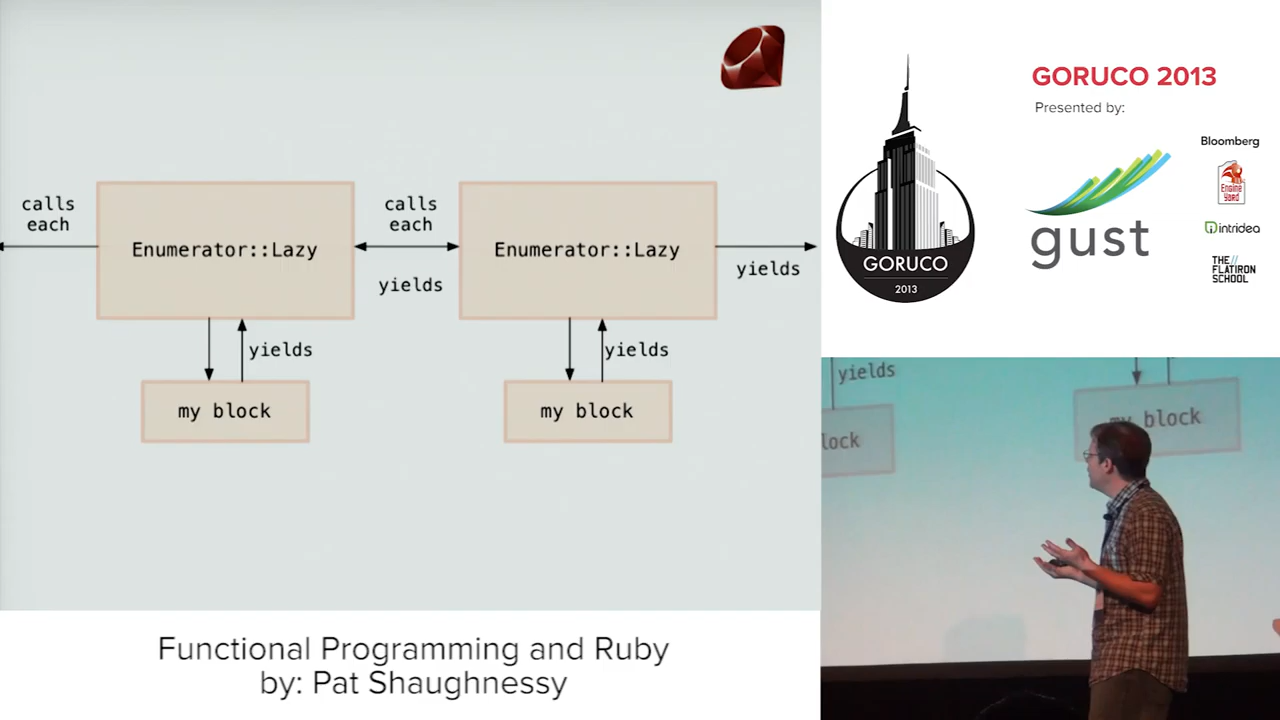 calls
each
Enumerator::Lazy
calls
each
yields
Enumerator::Lazy
yields
yields
my block
yields
my block
Functional Programming and Ruby
by: Pat Shaughnessy
GORUCO
2013
GORUCO 2013
Presented by:
gust
Bloomberg
Engine
Yard
intridea
THE//
FLATIRON
SCHOOL
yields
lock
my block